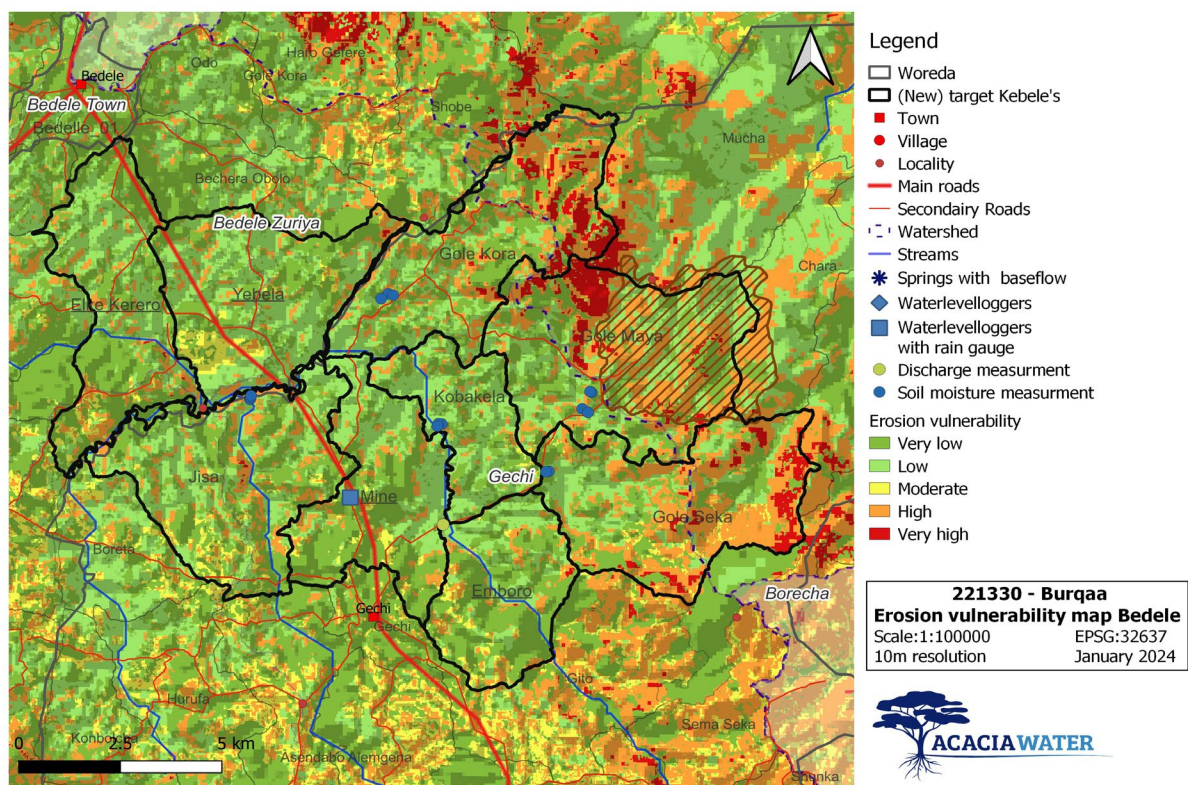 Haro Gefere
Odo
Gole Kora
Bedele
Bedele Town
Bedelle 01
Shobe
Mucha
Bechera Obolo
Bedele Zuriya
Gole Kora
Chara
Elke Kerero
Yebela
Gole Maya
Kobakela
Jisa
Gechi
Mine
Gole Seka
Boreta
Emboro
Borecha
Gechi
Gechi
Gito
Hurufa
Sema Seka
Asendabo Alemgena
Shunka
0 2.5 5 km
Legend
Woreda
(New) target Kebele's
Town
Village
Locality
Main roads
Secondairy Roads
Watershed
Streams
Springs with baseflow
Waterlevelloggers
Waterlevelloggers
with rain gauge
Discharge measurment
Soil moisture measurment
Erosion vulnerability
Very low
Low
Moderate
High
Very high
221330 - Burqaa
Erosion vulnerability map Bedele
Scale:1:100000 EPSG:32637
10m resolution January 2024
ACACIAWATER